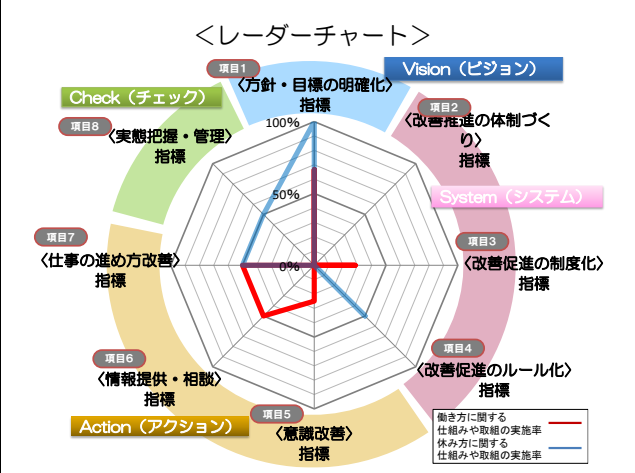 ＜レーダーチャート＞
Vision（ビジョン）
項目1
〈方針・目標の明確化〉
指標
Check（チェック）
項目2
〈改善推進の体制づく
り〉
指標
100%
項目8
〈実態把握・管理〉
指標
50%
System（システム）
項目7
〈仕事の進め方改善〉
指標
0%
項目3
〈改善促進の制度化〉
指標
項目6
〈情報提供・相談〉
指標
項目4
〈改善促進のルール化〉
指標
Action（アクション）
項目5
〈意識改善〉
指標
働き方に関する
仕組みや取組の実施率
休み方に関する
仕組みや取組の実施率